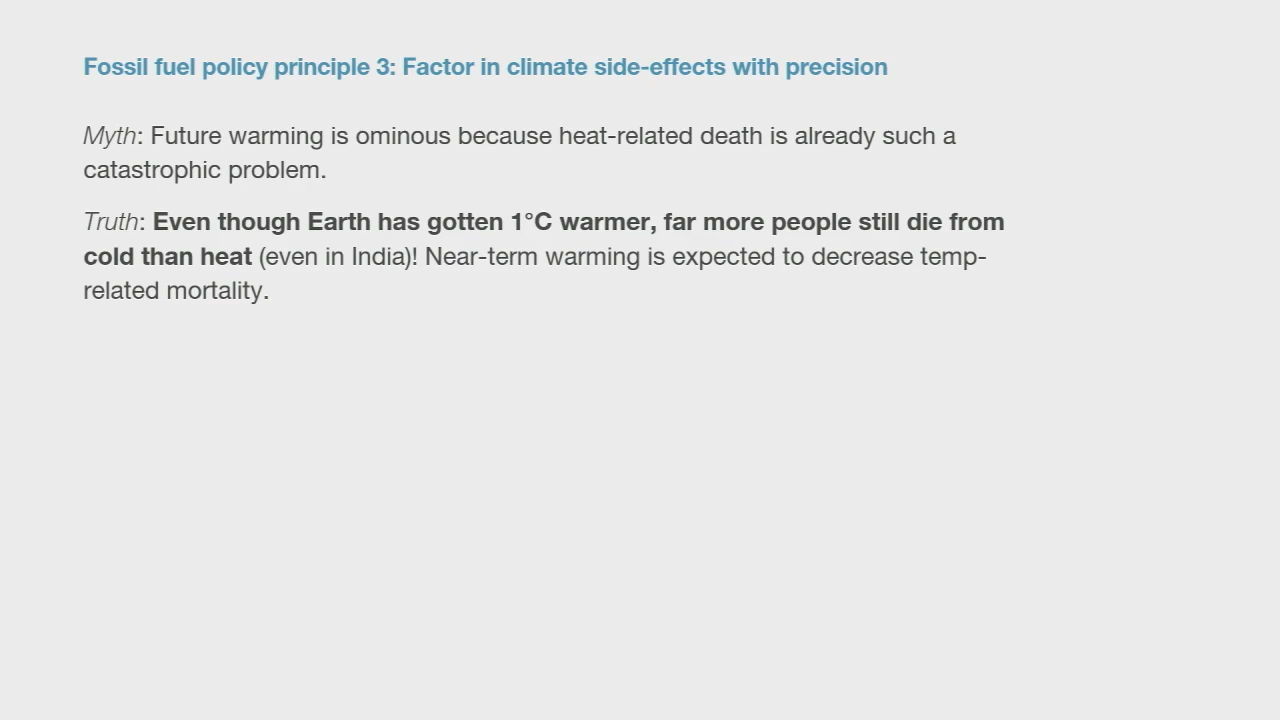 Fossil fuel policy principle 3: Factor in climate side-effects with precision
Myth: Future warming is ominous because heat-related death is already such a
catastrophic problem.
Truth: Even though Earth has gotten 1°C warmer, far more people still die from
cold than heat (even in India)! Near-term warming is expected to decrease temp-
related mortality.